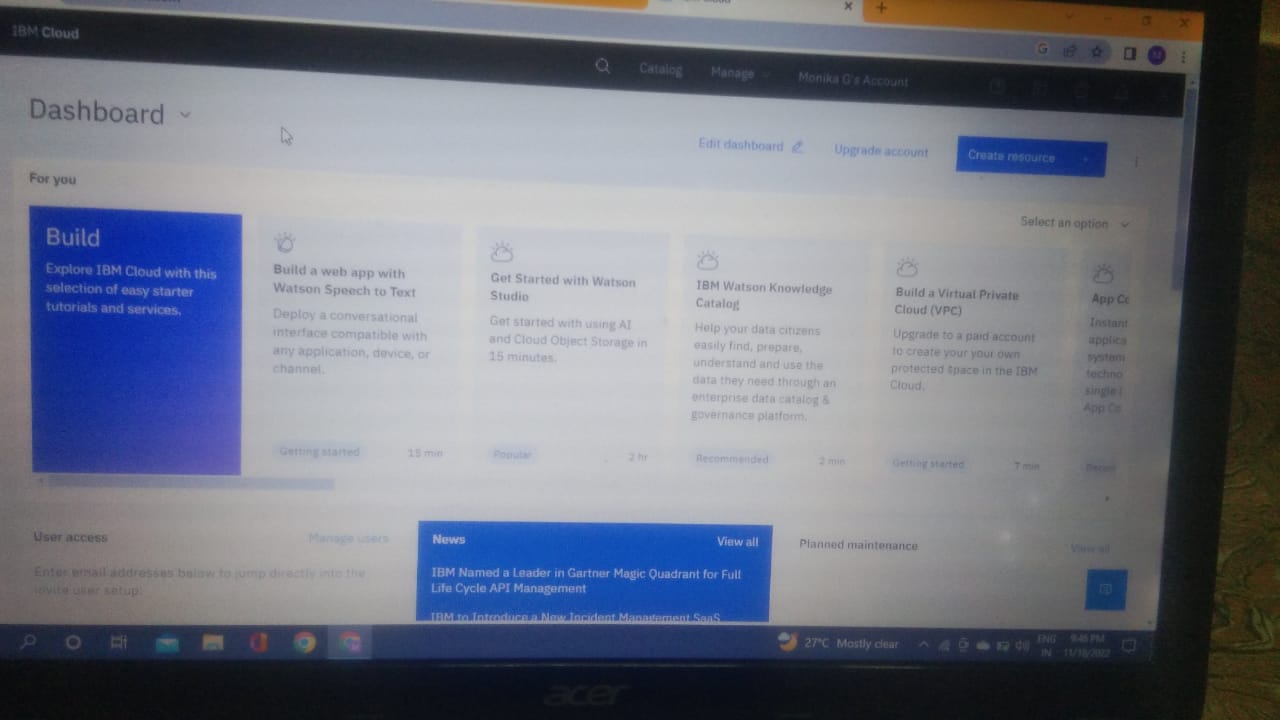 IBM Cloud
Catalog
Manage
Monika G's Account
Dashboard
Edit dashboard
Upgrade account
Create resource +
For you
Select an option
Build
Explore IBM Cloud with this
selection of easy starter
tutorials and services.
Build a web app with
Watson Speech to Text
Deploy a conversational
interface compatible with
any application, device, or
channel.
Getting started
15 min
Get Started with Watson
Studio
Get started with using AI
and Cloud Object Storage in
15 minutes.
Popular
2 hr
IBM Watson Knowledge
Catalog
Help your data citizens
easily find, prepare,
understand and use the
data they need through an
enterprise data catalog &
governance platform.
Recommended
2 min
Build a Virtual Private
Cloud (VPC)
Upgrade to a paid account
to create your your own
protected space in the IBM
Cloud.
Getting started
7 min
App Co
Instant
applica
system
techno
single i
App Co
User access
Manage users
Enter email addresses below to jump directly into the
invite user setup.
News
View all
IBM Named a Leader in Gartner Magic Quadrant for Full
Life Cycle API Management
IBM to Introduce a New Incident Management SaaS
Planned maintenance
View all
27°C Mostly clear
ENG
IN
9:46 PM
11/10/2022
acer